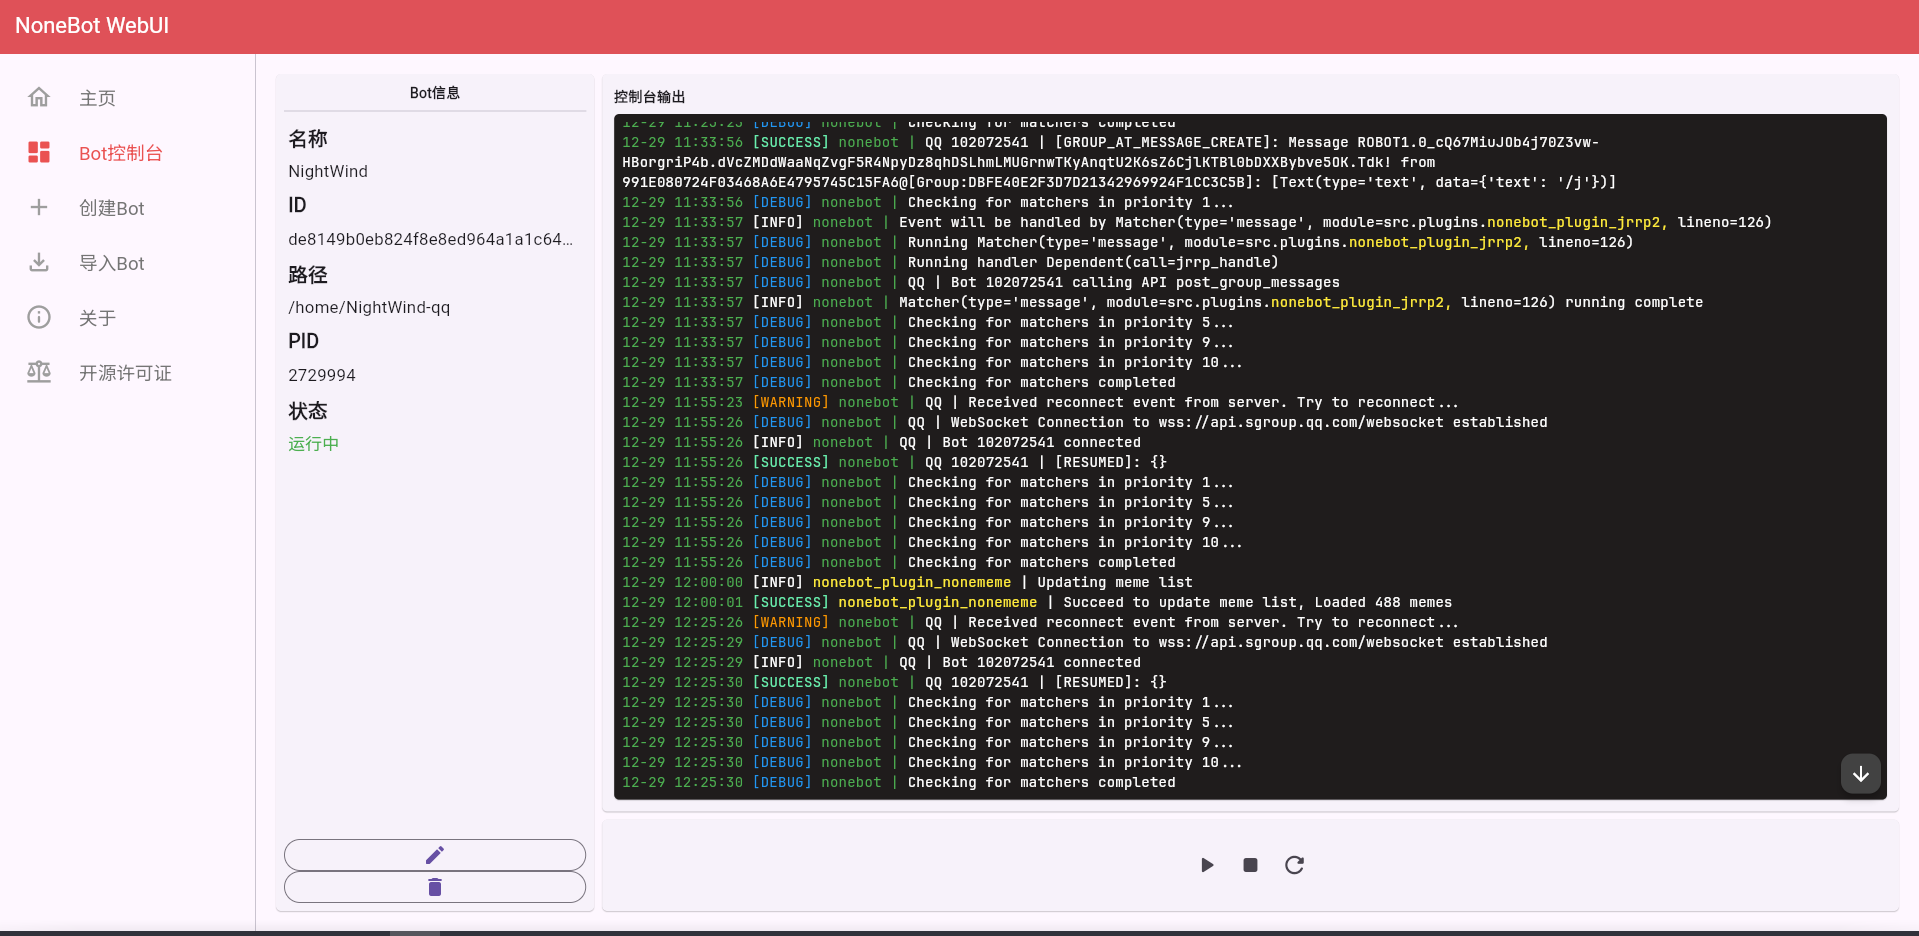 NoneBot WebUI
主页
Bot控制台
创建Bot
导入Bot
关于
开源许可证
Bot信息
名称
NightWind
ID
de8149b0eb824f8e8ed964a1a1c64...
路径
/home/NightWind-qq
PID
2729994
状态
运行中
控制台输出
12-29 11:23:23 [DEBUG] nonebot | Checking for matchers completed
12-29 11:33:56 [SUCCESS] nonebot | QQ 102072541 | [GROUP_AT_MESSAGE_CREATE]: Message ROBOT1.0_cQ67MiuJOb4j70Z3vw-
HBorgriP4b.dVcZMDdWaaNqZvgF5R4NpyDz8qhDSLhmLMUGrnwTKyAnqtU2K6sZ6CjlKTBl0bDXXBybve5OK.Tdk! from
991E080724F03468A6E4795745C15FA6@[Group:DBFE40E2F3D7D21342969924F1CC3C5B]: [Text(type='text', data={'text': '/j'})]
12-29 11:33:56 [DEBUG] nonebot | Checking for matchers in priority 1...
12-29 11:33:57 [INFO] nonebot | Event will be handled by Matcher(type='message', module=src.plugins.nonebot_plugin_jrrp2, lineno=126)
12-29 11:33:57 [DEBUG] nonebot | Running Matcher(type='message', module=src.plugins.nonebot_plugin_jrrp2, lineno=126)
12-29 11:33:57 [DEBUG] nonebot | Running handler Dependent(call=jrrp_handle)
12-29 11:33:57 [DEBUG] nonebot | QQ | Bot 102072541 calling API post_group_messages
12-29 11:33:57 [INFO] nonebot | Matcher(type='message', module=src.plugins.nonebot_plugin_jrrp2, lineno=126) running complete
12-29 11:33:57 [DEBUG] nonebot | Checking for matchers in priority 5...
12-29 11:33:57 [DEBUG] nonebot | Checking for matchers in priority 9...
12-29 11:33:57 [DEBUG] nonebot | Checking for matchers in priority 10...
12-29 11:33:57 [DEBUG] nonebot | Checking for matchers completed
12-29 11:55:23 [WARNING] nonebot | QQ | Received reconnect event from server. Try to reconnect...
12-29 11:55:26 [DEBUG] nonebot | QQ | WebSocket Connection to wss://api.sgroup.qq.com/websocket established
12-29 11:55:26 [INFO] nonebot | QQ | Bot 102072541 connected
12-29 11:55:26 [SUCCESS] nonebot | QQ 102072541 | [RESUMED]: {}
12-29 11:55:26 [DEBUG] nonebot | Checking for matchers in priority 1...
12-29 11:55:26 [DEBUG] nonebot | Checking for matchers in priority 5...
12-29 11:55:26 [DEBUG] nonebot | Checking for matchers in priority 9...
12-29 11:55:26 [DEBUG] nonebot | Checking for matchers in priority 10...
12-29 11:55:26 [DEBUG] nonebot | Checking for matchers completed
12-29 12:00:00 [INFO] nonebot_plugin_nonememe | Updating meme list
12-29 12:00:01 [SUCCESS] nonebot_plugin_nonememe | Succeed to update meme list, Loaded 488 memes
12-29 12:25:26 [WARNING] nonebot | QQ | Received reconnect event from server. Try to reconnect...
12-29 12:25:29 [DEBUG] nonebot | QQ | WebSocket Connection to wss://api.sgroup.qq.com/websocket established
12-29 12:25:29 [INFO] nonebot | QQ | Bot 102072541 connected
12-29 12:25:30 [SUCCESS] nonebot | QQ 102072541 | [RESUMED]: {}
12-29 12:25:30 [DEBUG] nonebot | Checking for matchers in priority 1...
12-29 12:25:30 [DEBUG] nonebot | Checking for matchers in priority 5...
12-29 12:25:30 [DEBUG] nonebot | Checking for matchers in priority 9...
12-29 12:25:30 [DEBUG] nonebot | Checking for matchers in priority 10...
12-29 12:25:30 [DEBUG] nonebot | Checking for matchers completed